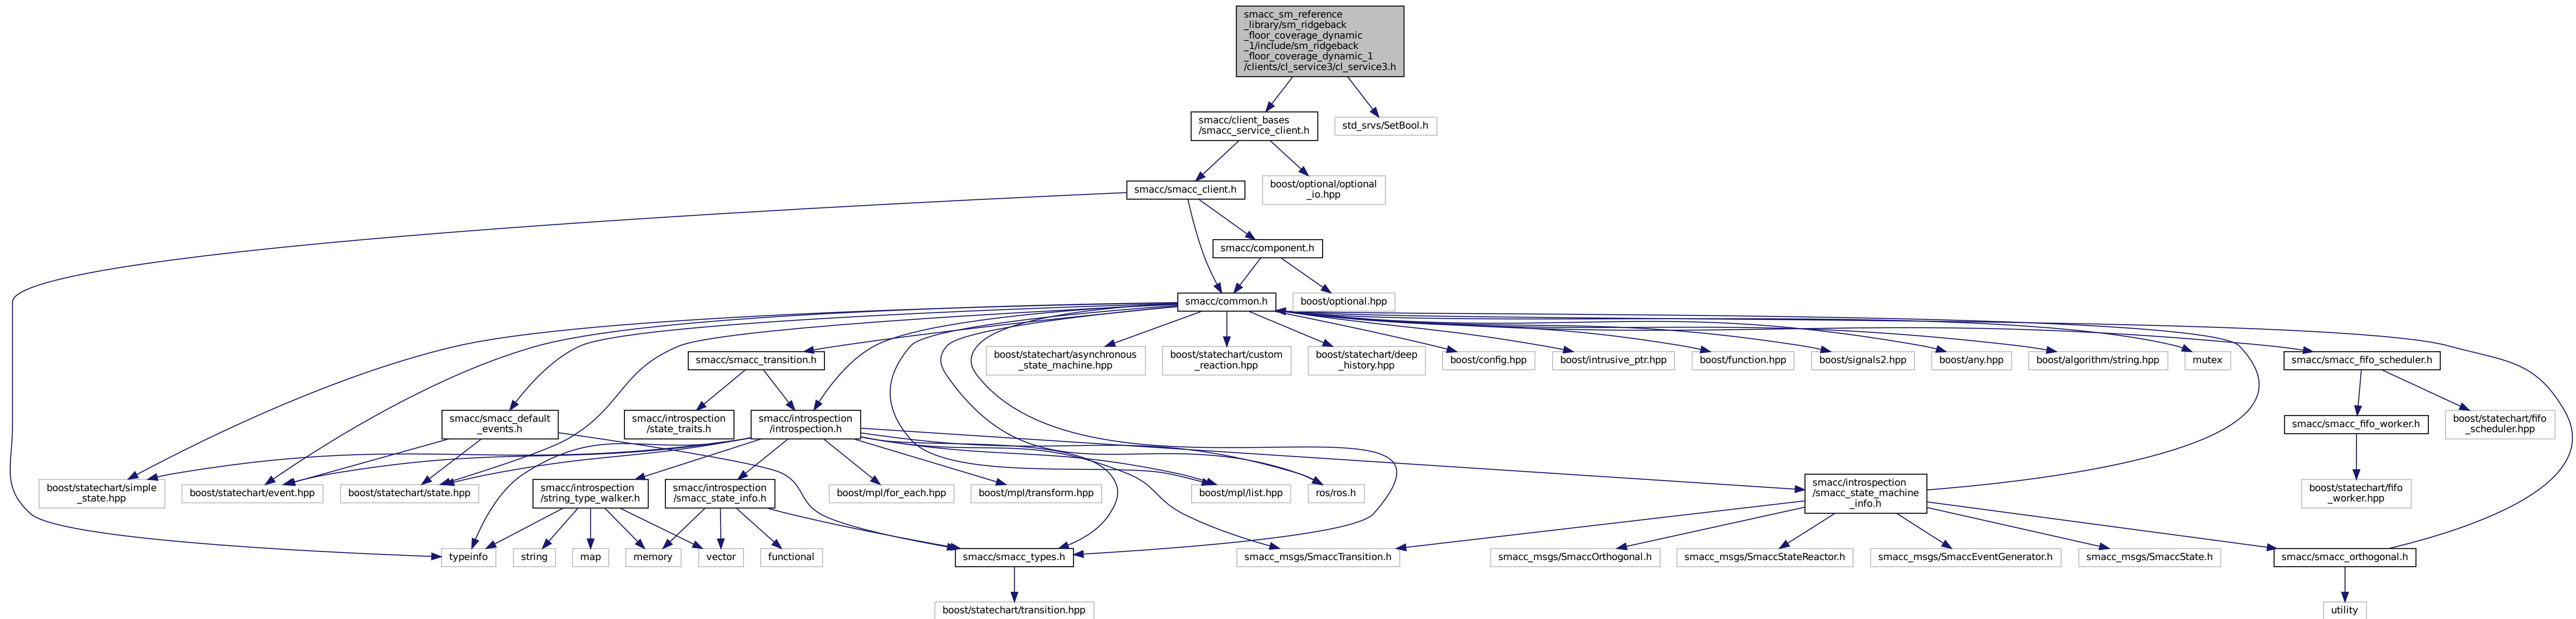 smacc_sm_reference
_library/sm_ridgeback
_floor_coverage_dynamic
_1/include/sm_ridgeback
_floor_coverage_dynamic_1
/clients/cl_service3/cl_service3.h
smacc/client_bases
/smacc_service_client.h
std_srvs/SetBool.h
smacc/smacc_client.h
boost/optional/optional
_io.hpp
smacc/component.h
smacc/common.h
boost/optional.hpp
smacc/smacc_transition.h
boost/statechart/asynchronous
_state_machine.hpp
boost/statechart/custom
_reaction.hpp
boost/statechart/deep
_history.hpp
boost/config.hpp
boost/intrusive_ptr.hpp
boost/function.hpp
boost/signals2.hpp
boost/any.hpp
boost/algorithm/string.hpp
mutex
smacc/smacc_fifo_scheduler.h
smacc/smacc_default
_events.h
smacc/introspection
/state_traits.h
smacc/introspection
/introspection.h
smacc/smacc_fifo_worker.h
boost/statechart/fifo
_scheduler.hpp
boost/statechart/simple
_state.hpp
boost/statechart/event.hpp
boost/statechart/state.hpp
smacc/introspection
/string_type_walker.h
smacc/introspection
/smacc_state_info.h
boost/mpl/for_each.hpp
boost/mpl/transform.hpp
boost/mpl/list.hpp
ros/ros.h
smacc/introspection
/smacc_state_machine
_info.h
boost/statechart/fifo
_worker.hpp
typeinfo
string
map
memory
vector
functional
smacc/smacc_types.h
smacc_msgs/SmaccTransition.h
smacc_msgs/SmaccOrthogonal.h
smacc_msgs/SmaccStateReactor.h
smacc_msgs/SmaccEventGenerator.h
smacc_msgs/SmaccState.h
smacc/smacc_orthogonal.h
boost/statechart/transition.hpp
utility